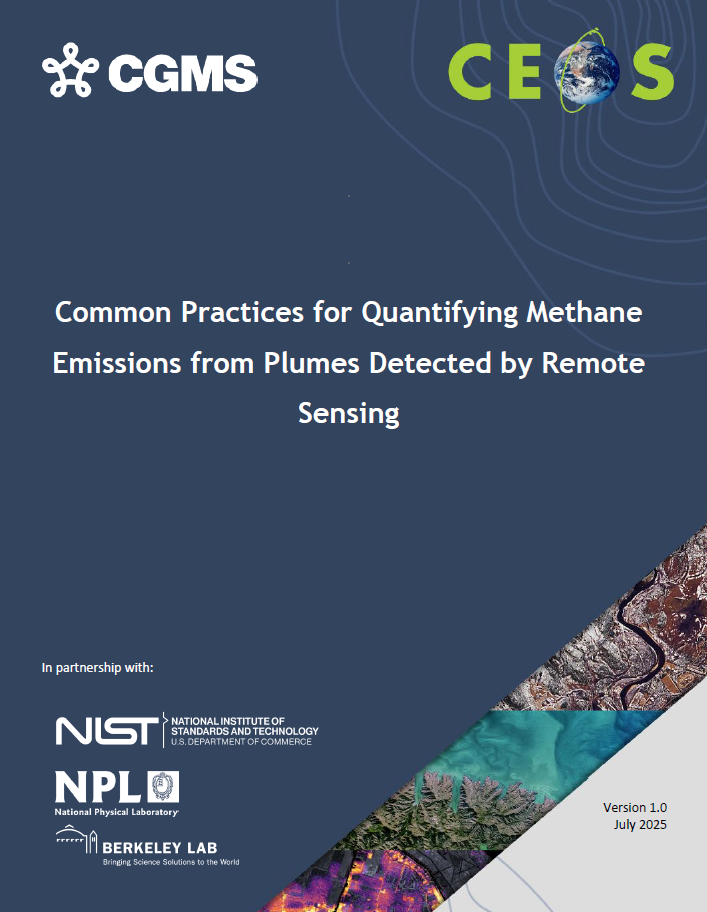 CGMS
CEOS
Common Practices for Quantifying Methane
Emissions from Plumes Detected by Remote
Sensing
In partnership with:
NIST
NATIONAL INSTITUTE OF
STANDARDS AND TECHNOLOGY
U.S. DEPARTMENT OF COMMERCE
NPL
National Physical Laboratory
BERKELEY LAB
Bringing Science Solutions to the World
Version 1.0
July 2025